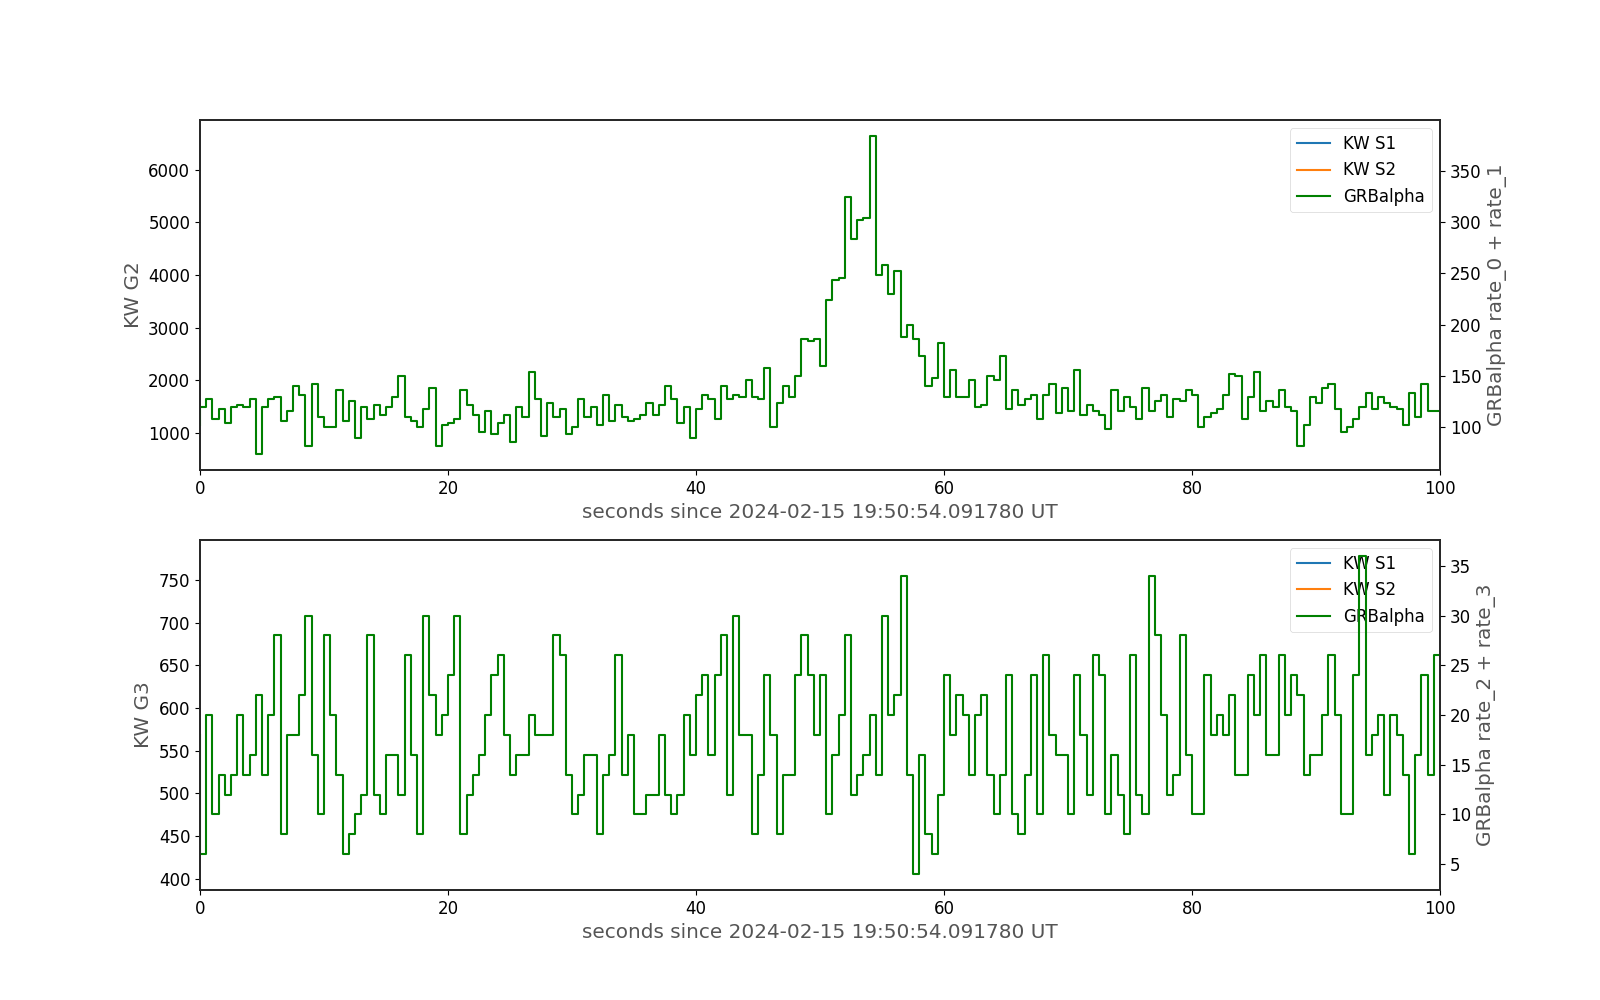 KW S1
KW S2
GRBalpha
6000
5000
4000
3000
2000
1000
KW G2
350
300
250
200
150
100
GRBalpha rate_0 + rate_1
0 20 40 60 80 100
seconds since 2024-02-15 19:50:54.091780 UT
KW S1
KW S2
GRBalpha
750
700
650
600
550
500
450
400
KW G3
35
30
25
20
15
10
5
GRBalpha rate_2 + rate_3
0 20 40 60 80 100
seconds since 2024-02-15 19:50:54.091780 UT